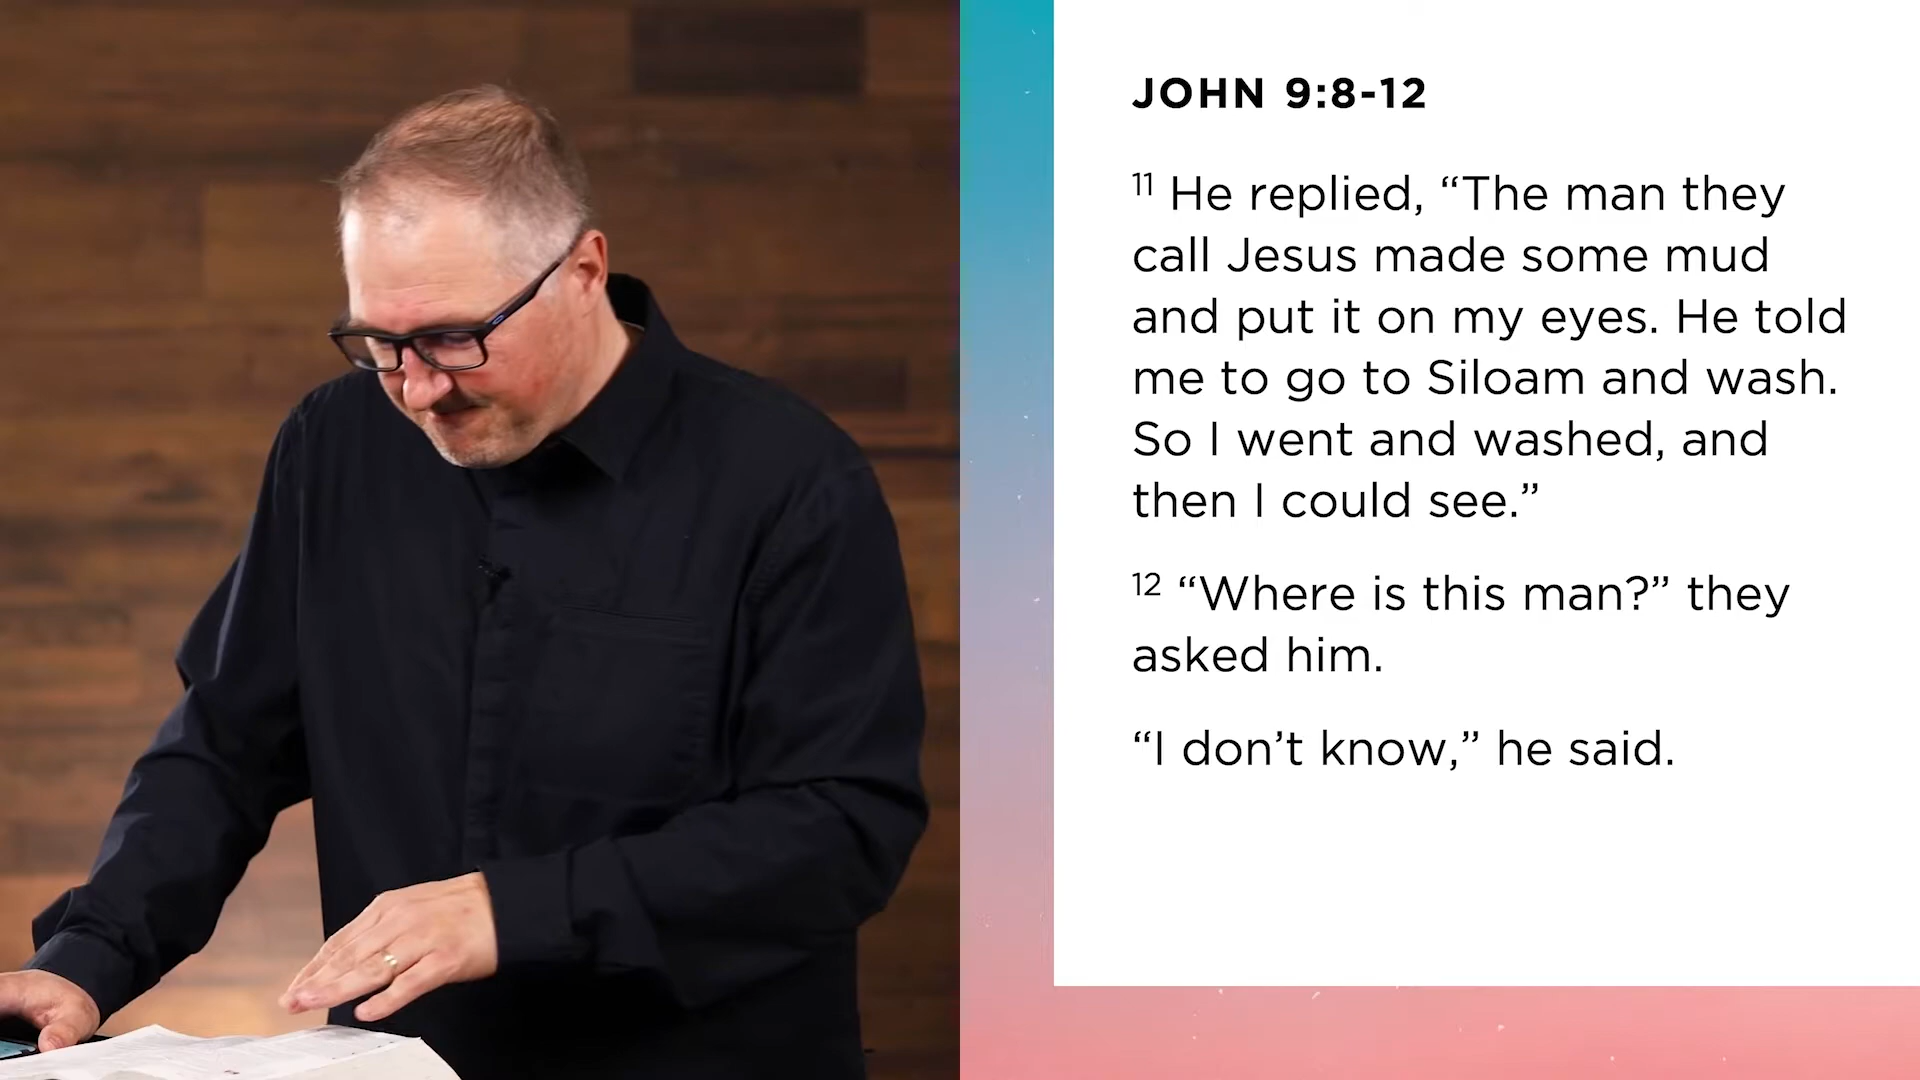 JOHN 9:8-12
11 He replied, “The man they
call Jesus made some mud
and put it on my eyes. He told
me to go to Siloam and wash.
So I went and washed, and
then I could see.”
12 “Where is this man?” they
asked him.
“I don’t know,” he said.